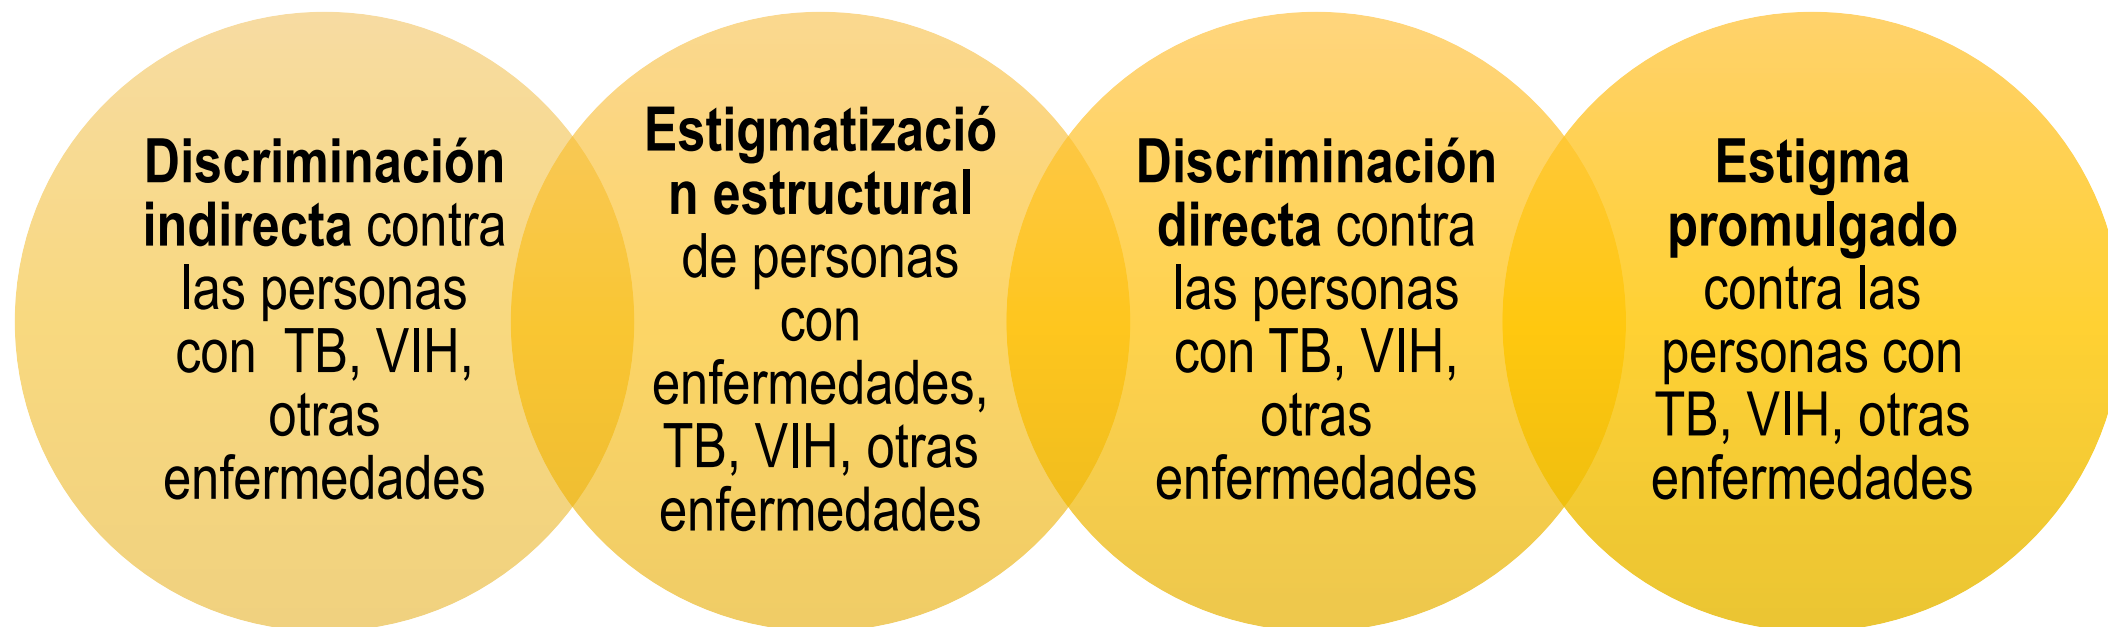 Discriminación
indirecta contra
las personas
con  TB, VIH,
otras
enfermedades
Estigmatizació
n estructural
de personas
con
enfermedades,
TB, VIH, otras
enfermedades
Discriminación
directa contra
las personas
con TB, VIH,
otras
enfermedades
Estigma
promulgado
contra las
personas con
TB, VIH, otras
enfermedades